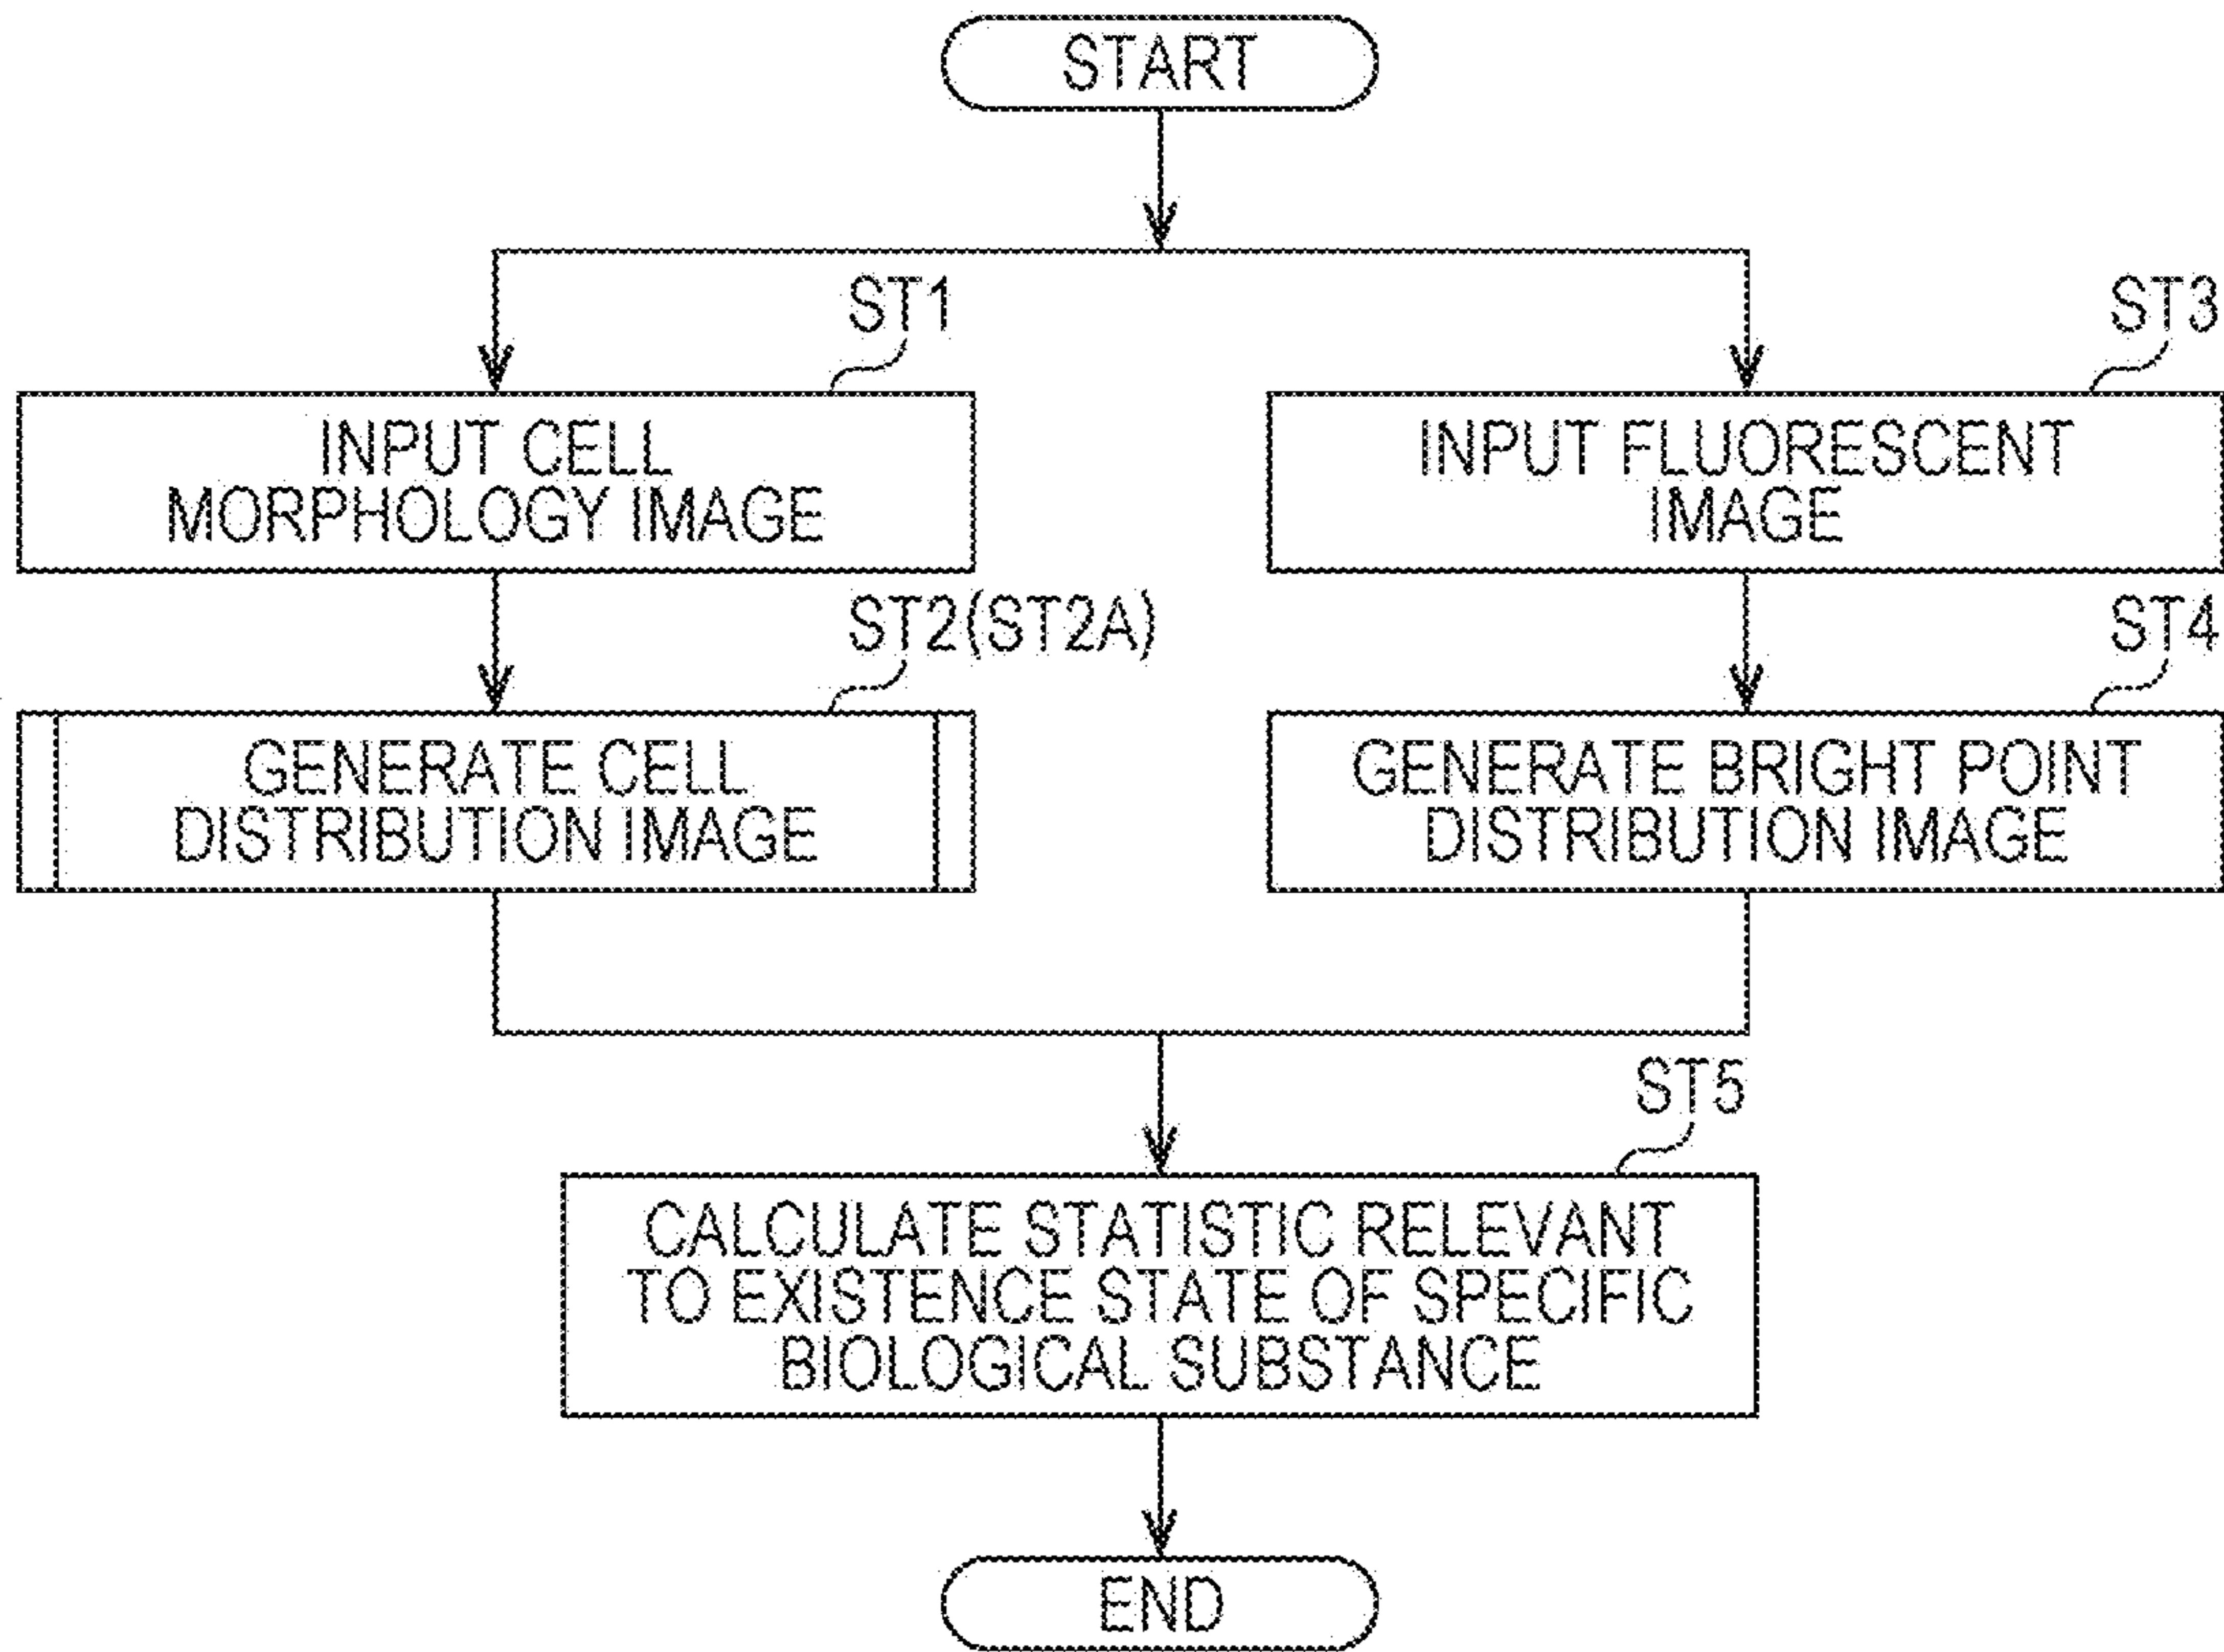 START
ST1
INPUT CELL
MORPHOLOGY IMAGE
ST3
INPUT FLUORESCENT
IMAGE
ST2(ST2A)
GENERATE CELL
DISTRIBUTION IMAGE
ST4
GENERATE BRIGHT POINT
DISTRIBUTION IMAGE
ST5
CALCULATE STATISTIC RELEVANT
TO EXISTENCE STATE OF SPECIFIC
BIOLOGICAL SUBSTANCE
END